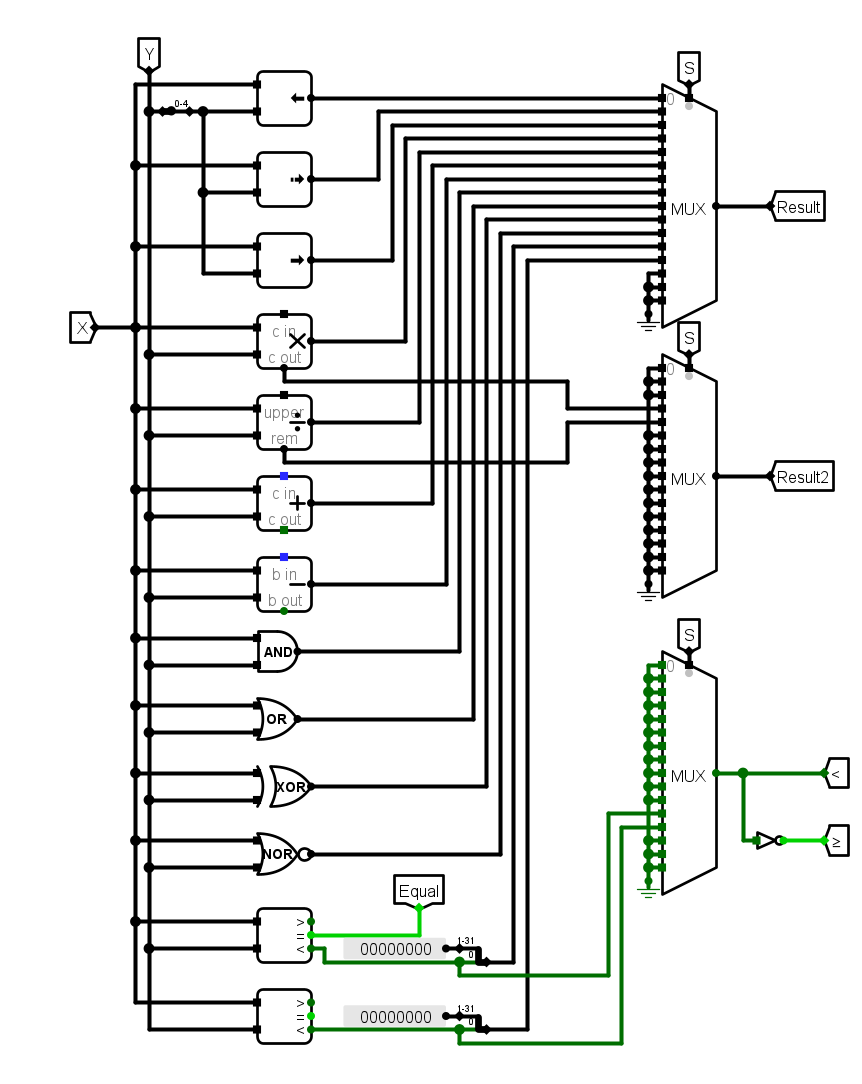 Y
S
0-4
0
MUX
Result
X
c in
c out
S
0
upper
rem
MUX
Result2
c in
c out
b in
b out
S
AND
0
OR
MUX
<
XOR
≥
NOR
Equal
>
=
<
00000000
1-31
0
>
=
<
00000000
1-31
0